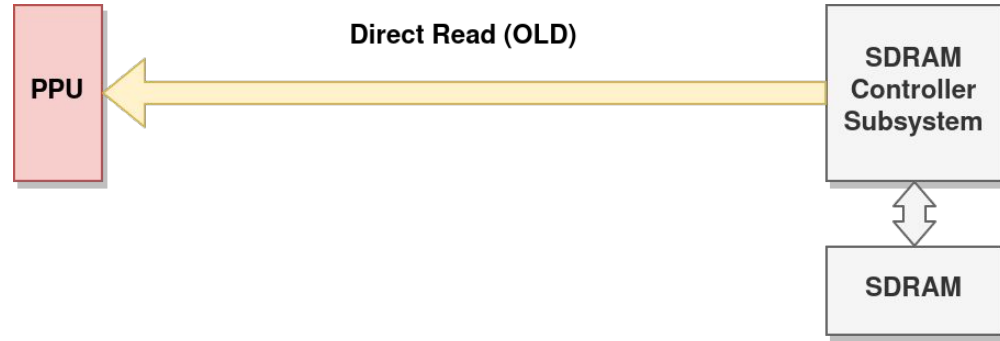 Direct Read (OLD)
PPU
SDRAM
Controller
Subsystem
SDRAM